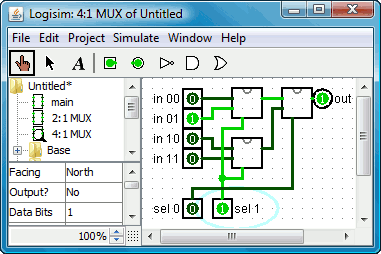 Logisim: 4:1 MUX of Untitled
File Edit Project Simulate Window Help
A
Untitled*
main
2:1 MUX
4:1 MUX
Base
Facing North
Output? No
Data Bits 1
100%
in 00 0
in 01 1
in 10 0
in 11 0
1 out
sel 0 0
1 sel 1